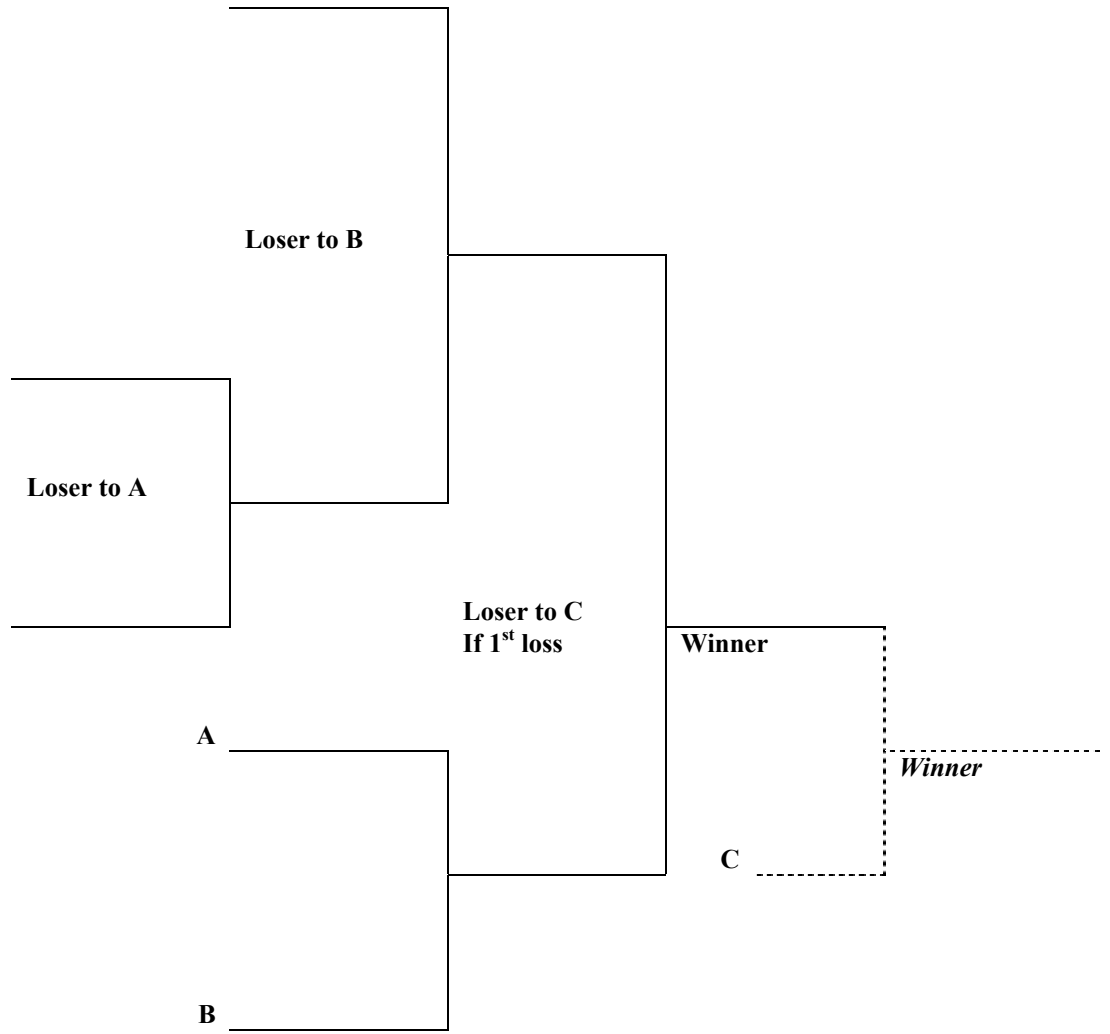 Loser to B
Loser to A
Loser to C
If 1st loss
Winner
A
Winner
C
B